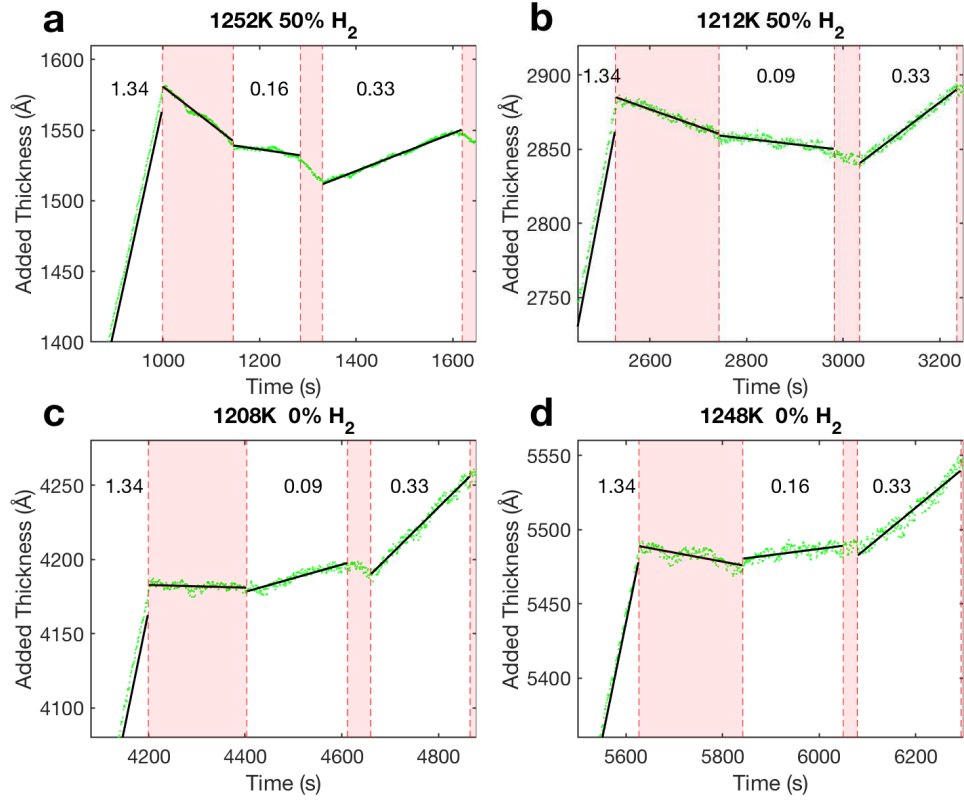 a
1252K 50% H2
Added Thickness (Å)
1600
1550
1500
1450
1400
1.34
0.16
0.33
1000
1200
1400
1600
Time (s)
b
1212K 50% H2
Added Thickness (Å)
2900
2850
2800
2750
1.34
0.09
0.33
2600
2800
3000
3200
Time (s)
c
1208K 0% H2
Added Thickness (Å)
4250
4200
4150
4100
1.34
0.09
0.33
4200
4400
4600
4800
Time (s)
d
1248K 0% H2
Added Thickness (Å)
5550
5500
5450
5400
1.34
0.16
0.33
5600
5800
6000
6200
Time (s)